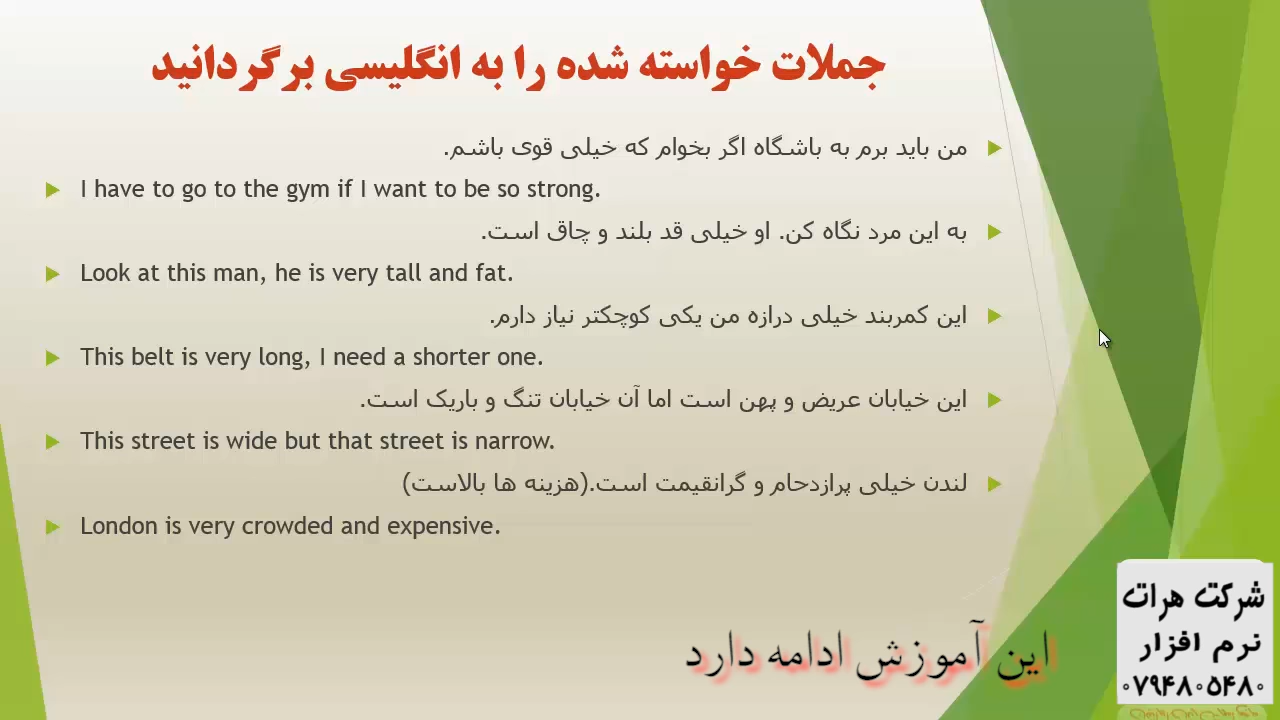 جملات خواسته شده را به انگلیسی برگردانید
من باید برم به باشگاه اگر بخوام که خیلی قوی باشم.
I have to go to the gym if I want to be so strong.
به این مرد نگاه کن. او خیلی قد بلند و چاق است.
Look at this man, he is very tall and fat.
این کمربند خیلی درازه من یکی کوچکتر نیاز دارم.
This belt is very long, I need a shorter one.
این خیابان عریض و پهن است اما آن خیابان تنگ و باریک است.
This street is wide but that street is narrow.
لندن خیلی پرازدحام و گرانقیمت است.(هزینه ها بالاست)
London is very crowded and expensive.
این آموزش ادامه دارد
شرکت هرات
نرم افزار
۰۷۹۴۸۰۵۴۸۰